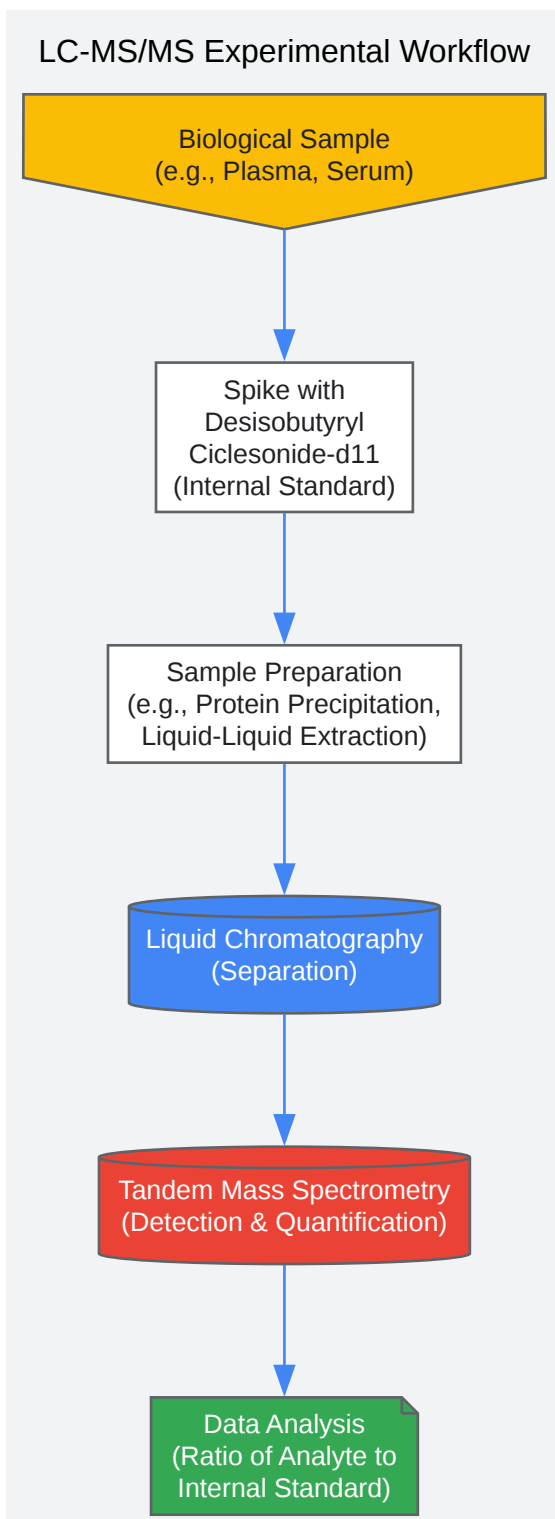 LC-MS/MS Experimental Workflow
Biological Sample
(e.g., Plasma, Serum)
Spike with
Desisobutyryl
Ciclesonide-d11
(Internal Standard)
Sample Preparation
(e.g., Protein Precipitation,
Liquid-Liquid Extraction)
Liquid Chromatography
(Separation)
Tandem Mass Spectrometry
(Detection & Quantification)
Data Analysis
(Ratio of Analyte to
Internal Standard)